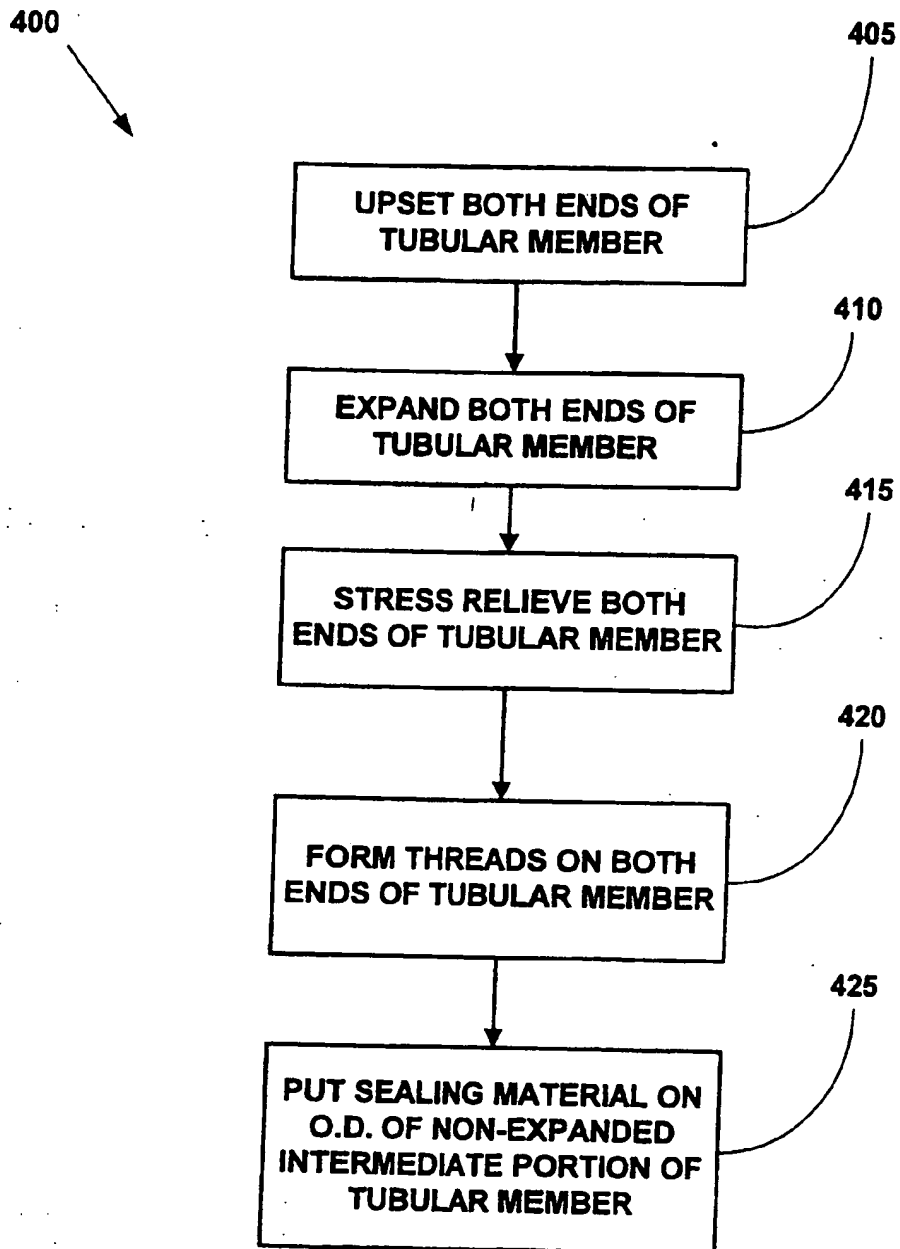 400
405
UPSET BOTH ENDS OF
TUBULAR MEMBER
410
EXPAND BOTH ENDS OF
TUBULAR MEMBER
415
STRESS RELIEVE BOTH
ENDS OF TUBULAR MEMBER
420
FORM THREADS ON BOTH
ENDS OF TUBULAR MEMBER
425
PUT SEALING MATERIAL ON
O.D. OF NON-EXPANDED
INTERMEDIATE PORTION OF
TUBULAR MEMBER